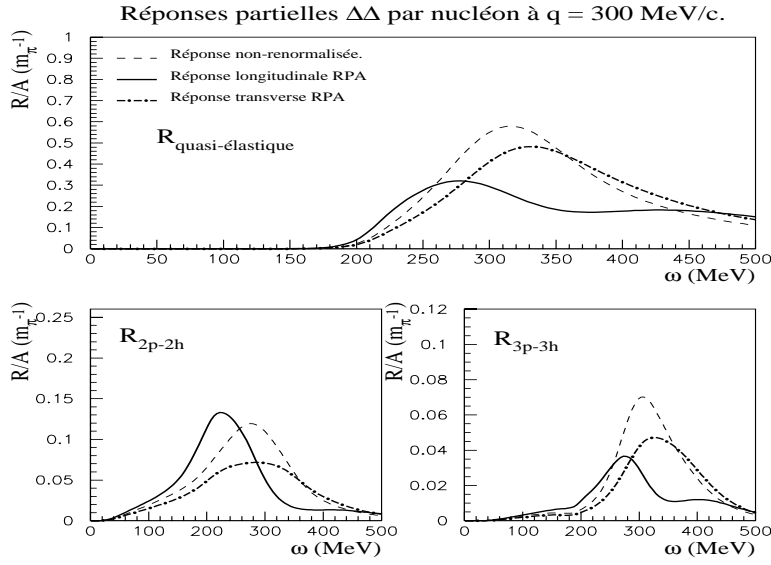 Réponses partielles ΔΔ par nucléon à q = 300 MeV/c.
R/A (m_π^-1)
1
0.9
0.8
0.7
0.6
0.5
0.4
0.3
0.2
0.1
0
Réponse non-renormalisée.
Réponse longitudinale RPA
Réponse transverse RPA
R_quasi-élastique
0 50 100 150 200 250 300 350 400 450 500
ω (MeV)
R/A (m_π^-1)
0.25
0.2
0.15
0.1
0.05
0
R_2p-2h
0 100 200 300 400 500
ω (MeV)
R/A (m_π^-1)
0.12
0.1
0.08
0.06
0.04
0.02
0
R_3p-3h
0 100 200 300 400 500
ω (MeV)